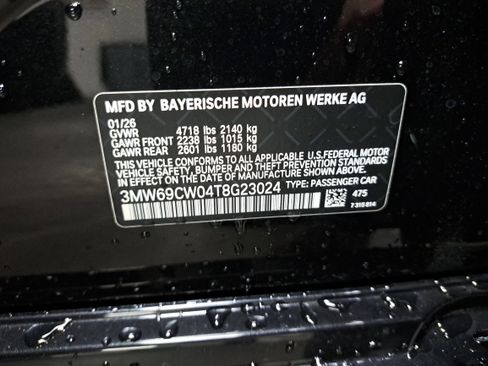 MFD BY BAYERISCHE MOTOREN WERKE AG
01/26
GVWR 4718 lbs 2140 kg
GAWR FRONT 2238 lbs 1015 kg
GAWR REAR 2601 lbs 1180 kg
THIS VEHICLE CONFORMS TO ALL APPLICABLE U.S.FEDERAL MOTOR
VEHICLE SAFETY, BUMPER, AND THEFT PREVENTION STANDARDS
IN EFFECT ON THE DATE OF MANUFACTURE SHOWN ABOVE.
3MW69CW04T8G23024 TYPE: PASSENGER CAR
475
7 315 814